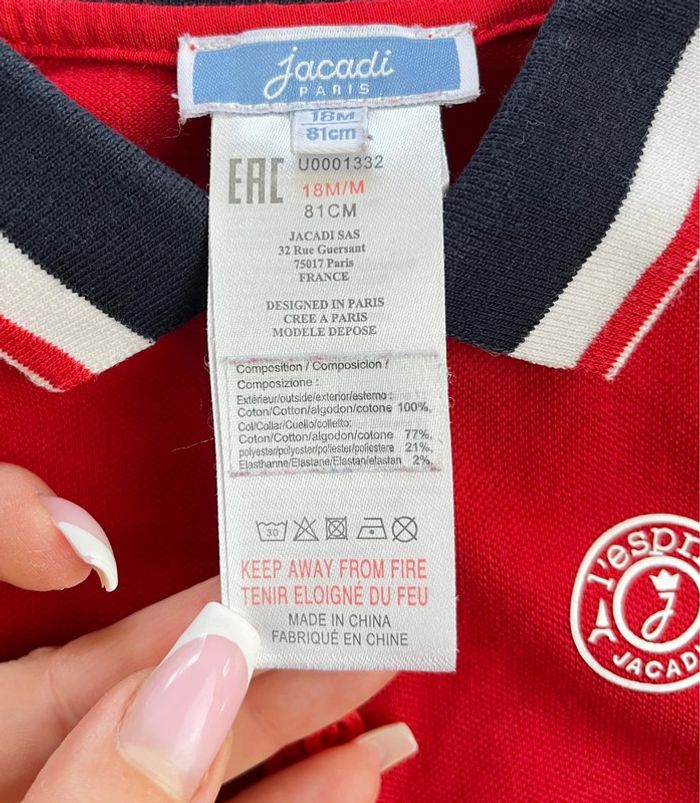 jacadi
PARIS
18M
81cm
EAC
U0001332
18M/M
81CM
JACADI SAS
32 Rue Guersant
75017 Paris
FRANCE
DESIGNED IN PARIS
CREE A PARIS
MODELE DEPOSE
Composition / Composicion /
Composizione :
Extérieur/outside/exterior/esterno :
Coton/Cotton/algodon/cotone 100%,
Col/Collar/Cuello/colletto:
Coton/Cotton/algodon/cotone 77%,
polyester/polyester/poliester/poliestere 21%,
Elasthanne/Elastane/Elastan/elastan 2%,
30
KEEP AWAY FROM FIRE
TENIR ELOIGNÉ DU FEU
MADE IN CHINA
FABRIQUÉ EN CHINE
l'espr
J
JACADI